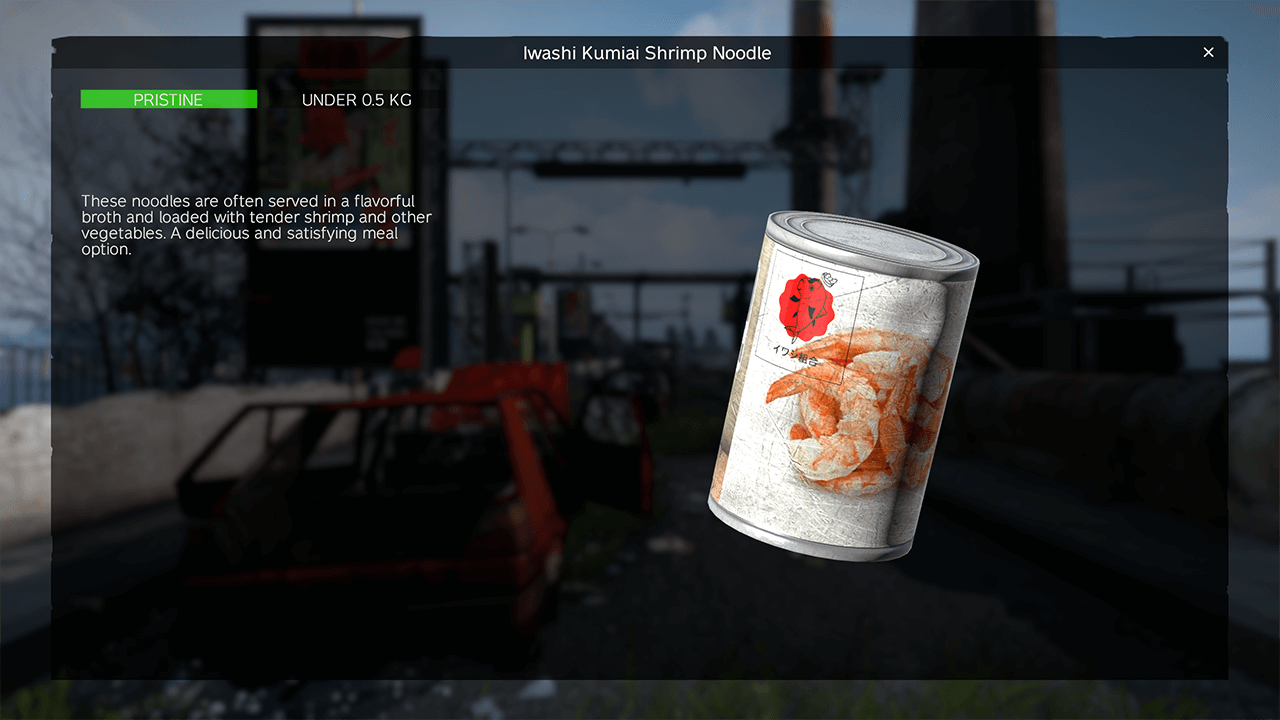 Iwashi Kumiai Shrimp Noodle
PRISTINE
UNDER 0.5 KG
These noodles are often served in a flavorful
broth and loaded with tender shrimp and other
vegetables. A delicious and satisfying meal
option.
イワシ組合